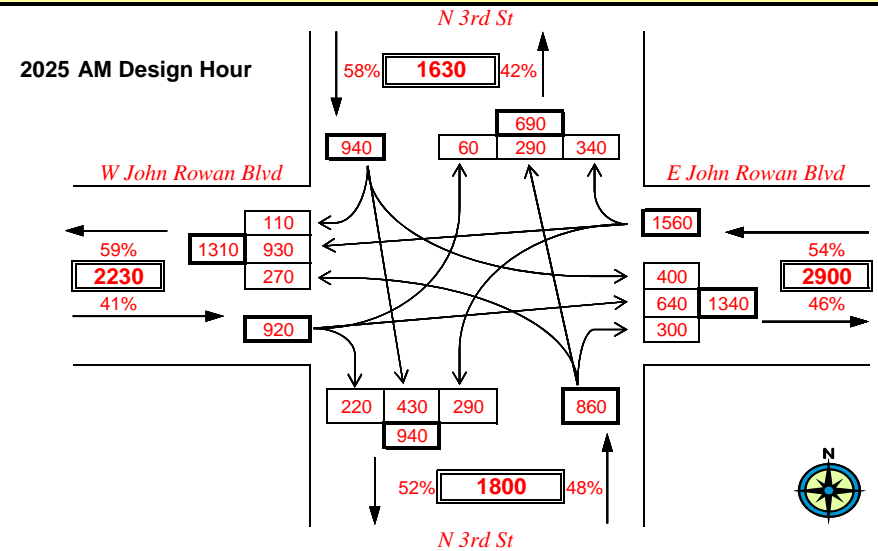 N 3rd St
2025 AM Design Hour
58% 1630 42%
690
940 60 290 340
W John Rowan Blvd E John Rowan Blvd
110 1560
59% 1310 930 54%
2230 270 400 2900
41% 640 1340 46%
920 300
220 430 290 860
940
N
52% 1800 48%
N 3rd St